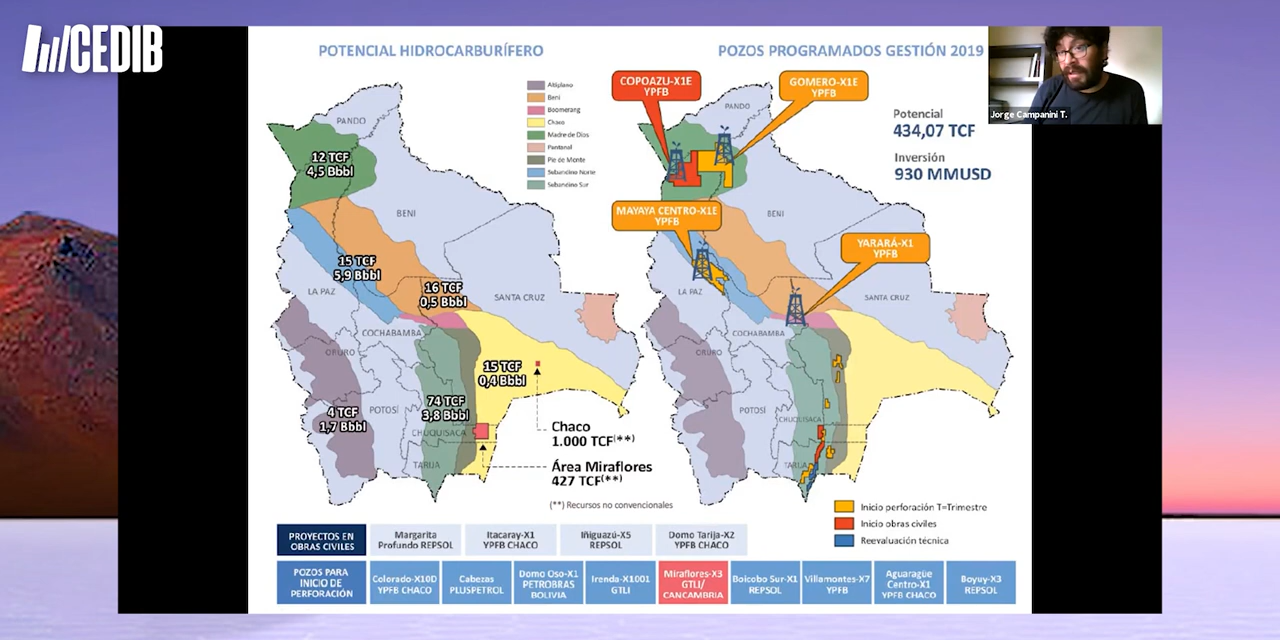 CEDIB
POTENCIAL HIDROCARBURÍFERO
Altiplano
Beni
Boomerang
Chaco
Madre de Dios
Pantanal
Pie de Monte
Subandino Norte
Subandino Sur
PANDO
12 TCF
4,5 Bbbl
BENI
15 TCF
5,9 Bbbl
LA PAZ
16 TCF
0,5 Bbbl
SANTA CRUZ
COCHABAMBA
ORURO
15 TCF
0,4 Bbbl
74 TCF
3,8 Bbbl
4 TCF
1,7 Bbbl
POTOSÍ
CHUQUISACA
TARIJA
Chaco
1.000 TCF(**)
Área Miraflores
427 TCF(**)
(**) Recursos no convencionales
POZOS PROGRAMADOS GESTIÓN 2019
COPOAZU-X1E
YPFB
GOMERO-X1E
YPFB
PANDO
Potencial
434,07 TCF
Inversión
930 MMUSD
MAYAYA CENTRO-X1E
YPFB
BENI
YARARÁ-X1
YPFB
LA PAZ
SANTA CRUZ
COCHABAMBA
ORURO
POTOSÍ
CHUQUISACA
TARIJA
Inicio perforación T=Trimestre
Inicio obras civiles
Reevaluación técnica
Jorge Campanini T.
PROYECTOS EN
OBRAS CIVILES
Margarita
Profundo REPSOL
Itacaray-X1
YPFB CHACO
Iñiguazú-X5
REPSOL
Domo Tarija-X2
YPFB CHACO
POZOS PARA
INICIO DE
PERFORACIÓN
Colorado-X10D
YPFB CHACO
Cabezas
PLUSPETROL
Domo Oso-X1
PETROBRAS
BOLIVIA
Irenda-X1001
GTLI
Miraflores-X3
GTLI/
CANCAMBRIA
Boicobo Sur-X1
REPSOL
Villamontes-X7
YPFB
Aguaragüe
Centro-X1
YPFB CHACO
Boyuy-X3
REPSOL